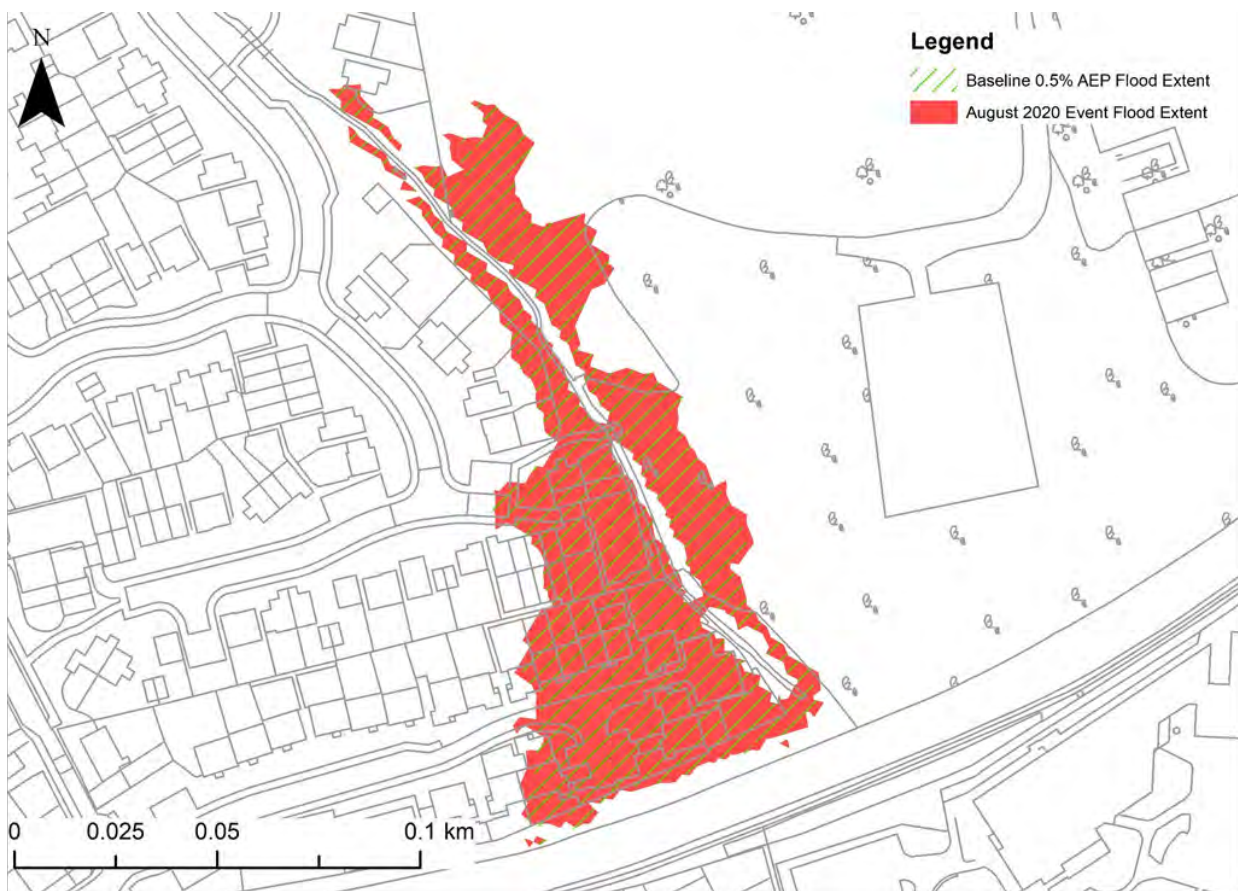 N
Legend
Baseline 0.5% AEP Flood Extent
August 2020 Event Flood Extent
0 0.025 0.05 0.1 km